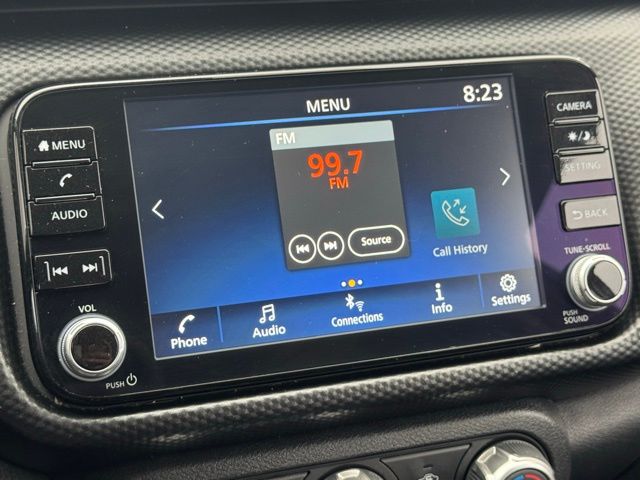 MENU
8:23
CAMERA
MENU
FM
99.7
FM
SETTING
AUDIO
BACK
Source
Call History
TUNE·SCROLL
VOL
Phone
Audio
Connections
Info
Settings
PUSH
SOUND
PUSH